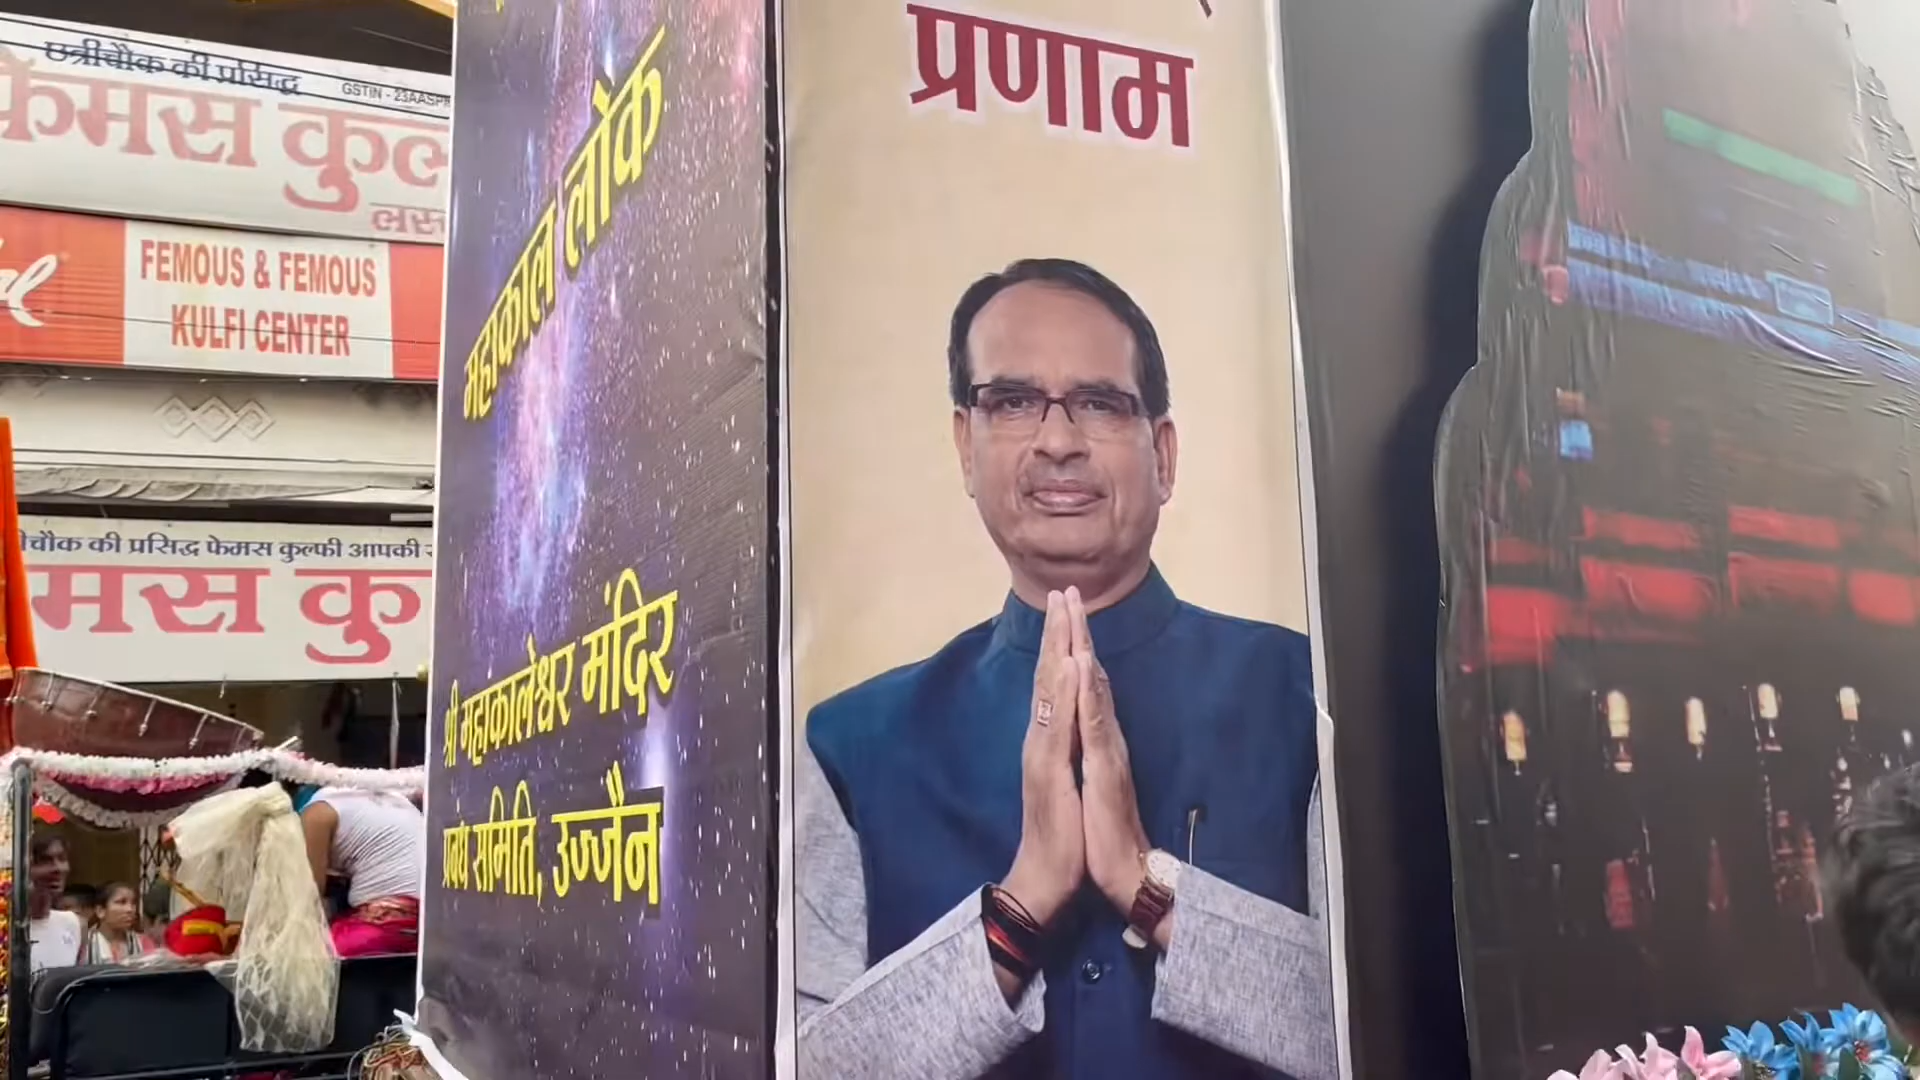 छत्रीचौक की प्रसिद्ध
GSTIN - 23AASP
फेमस कुल
FEMOUS & FEMOUS
KULFI CENTER
चौक की प्रसिद्ध फेमस कुल्फी आपकी
मस कु
महाकाल लोक
श्री महाकालेश्वर मंदिर
प्रबंध समिति, उज्जैन
प्रणाम